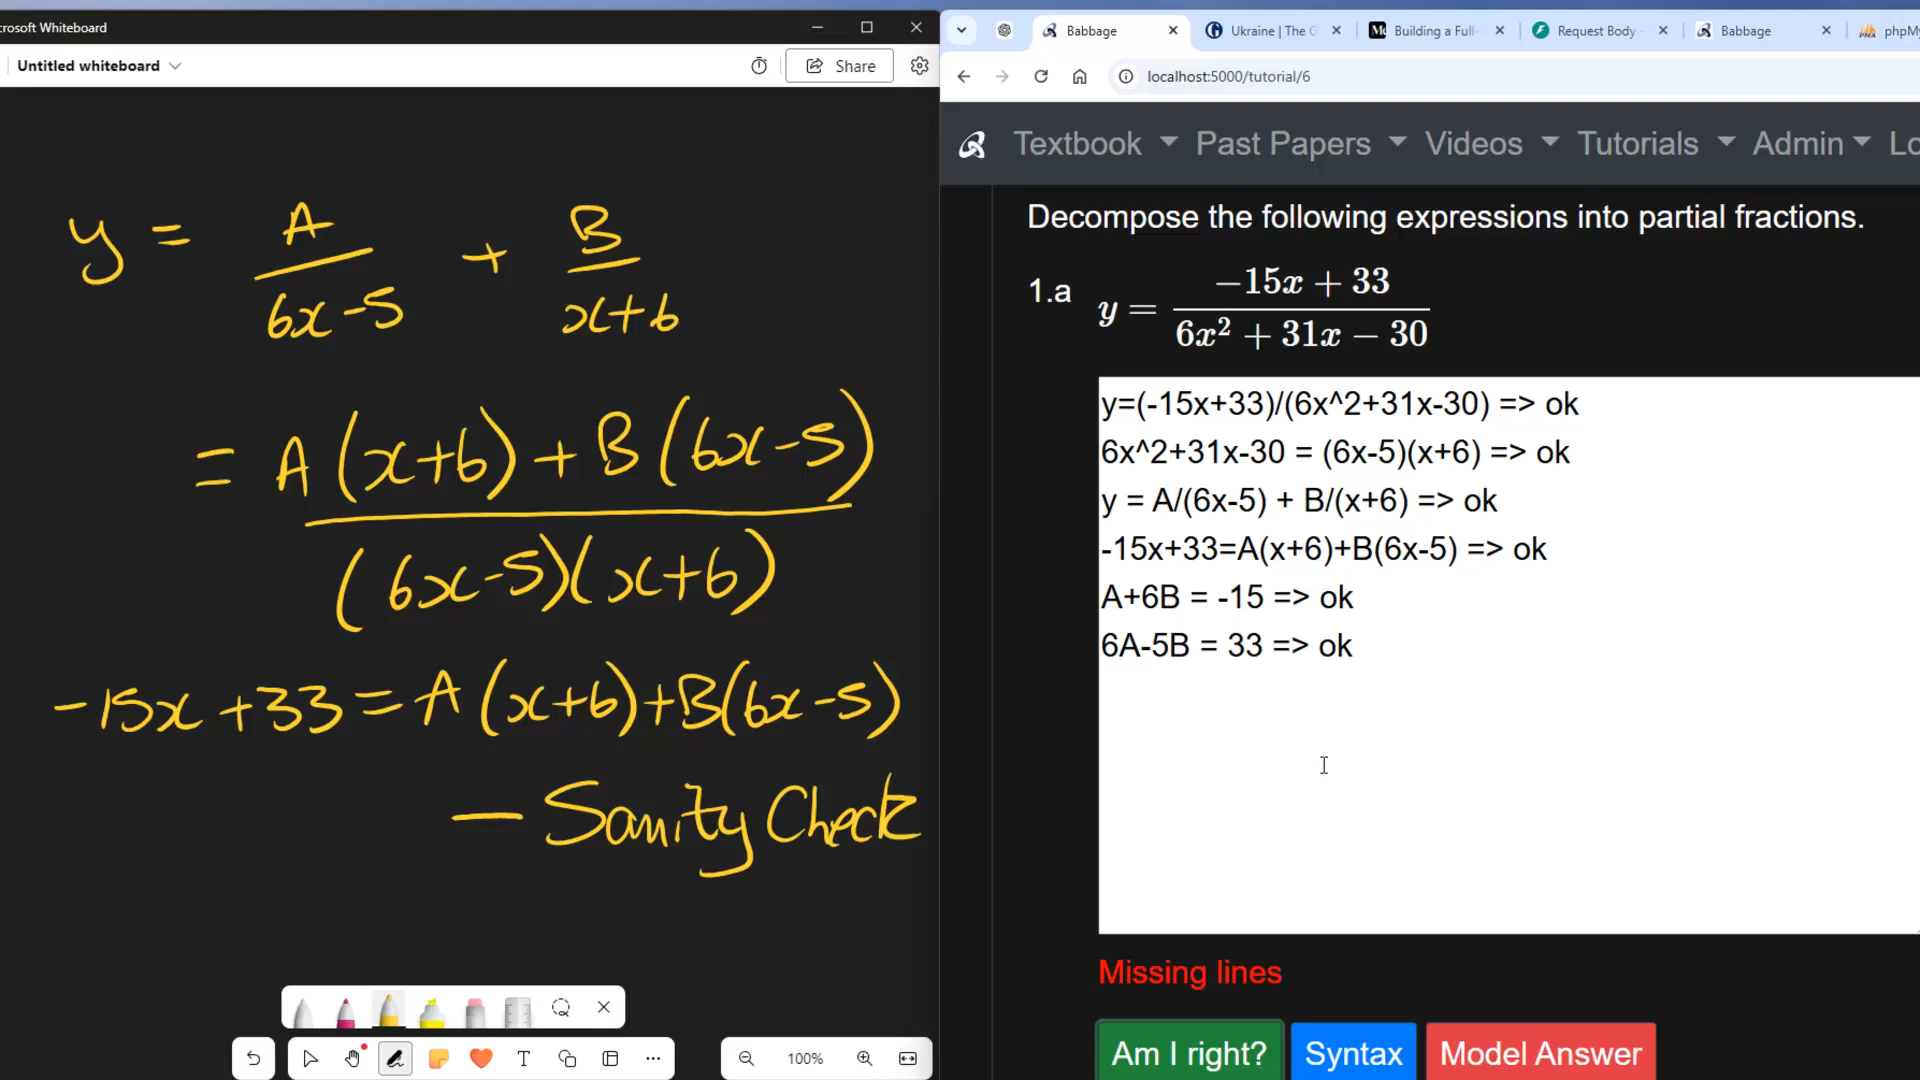 crosoft Whiteboard
Untitled whiteboard
Share
y = A/(6x-5) + B/(x+6)
= (A(x+6)+B(6x-5))/((6x-5)(x+6))
-15x+33=A(x+6)+B(6x-5)
— Sanity Check
100%
Babbage
Ukraine | The G
Building a Full-
Request Body
Babbage
phpMy
localhost:5000/tutorial/6
Textbook Past Papers Videos Tutorials Admin Lo
Decompose the following expressions into partial fractions.
1.a y = (−15x + 33)/(6x² + 31x − 30)
y=(-15x+33)/(6x^2+31x-30) => ok
6x^2+31x-30 = (6x-5)(x+6) => ok
y = A/(6x-5) + B/(x+6) => ok
-15x+33=A(x+6)+B(6x-5) => ok
A+6B = -15 => ok
6A-5B = 33 => ok
Missing lines
Am I right? Syntax Model Answer